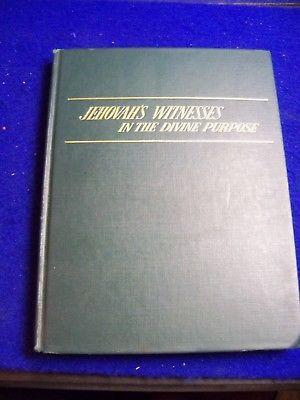 JEHOVAH'S WITNESSES
IN THE DIVINE PURPOSE